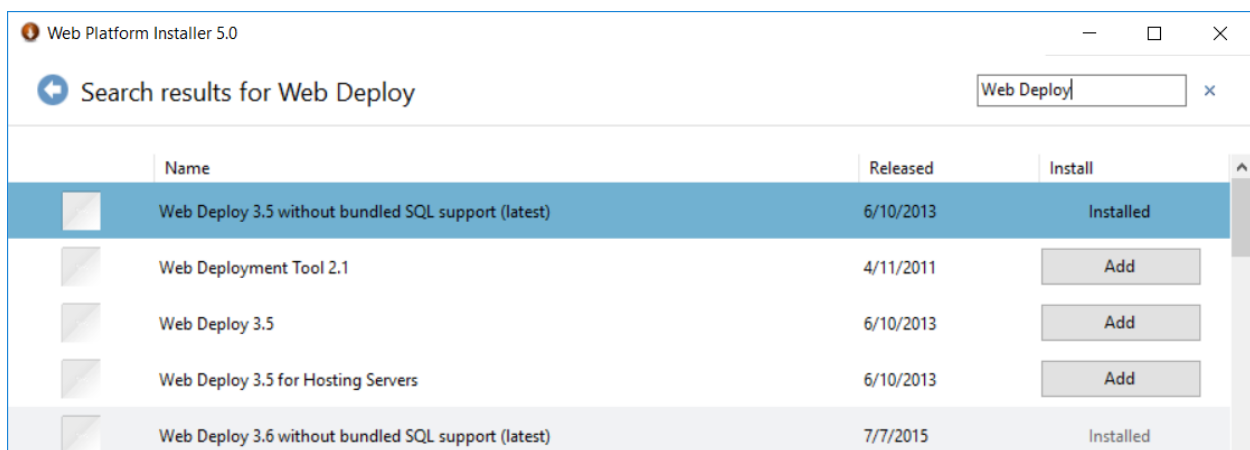 Web Platform Installer 5.0
Search results for Web Deploy
Web Deploy
Name Released Install
Web Deploy 3.5 without bundled SQL support (latest) 6/10/2013 Installed
Web Deployment Tool 2.1 4/11/2011 Add
Web Deploy 3.5 6/10/2013 Add
Web Deploy 3.5 for Hosting Servers 6/10/2013 Add
Web Deploy 3.6 without bundled SQL support (latest) 7/7/2015 Installed